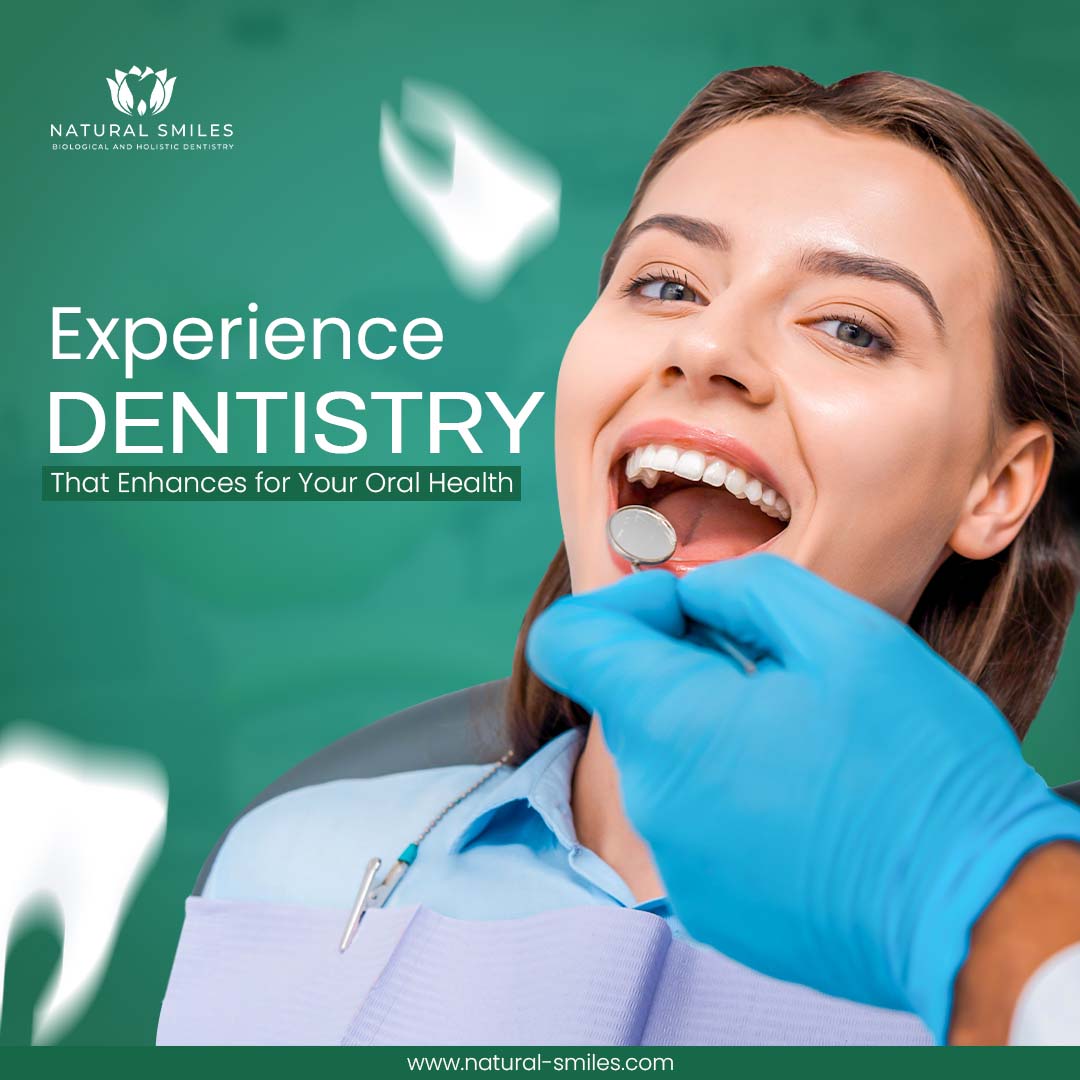 NATURAL SMILES
BIOLOGICAL AND HOLISTIC DENTISTRY
Experience
DENTISTRY
That Enhances for Your Oral Health
www.natural-smiles.com